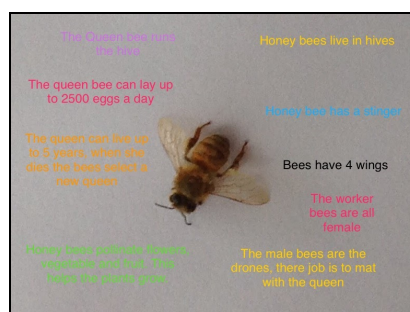 The Queen bee runs
the hive
Honey bees live in hives
The queen bee can lay up
to 2500 eggs a day
Honey bee has a stinger
The queen can live up
to 5 years, when she
dies the bees select a
new queen
Bees have 4 wings
The worker
bees are all
female
Honey bees pollinate flowers
vegetable and fruit. This
helps the plants grow
The male bees are the
drones, there job is to mat
with the queen